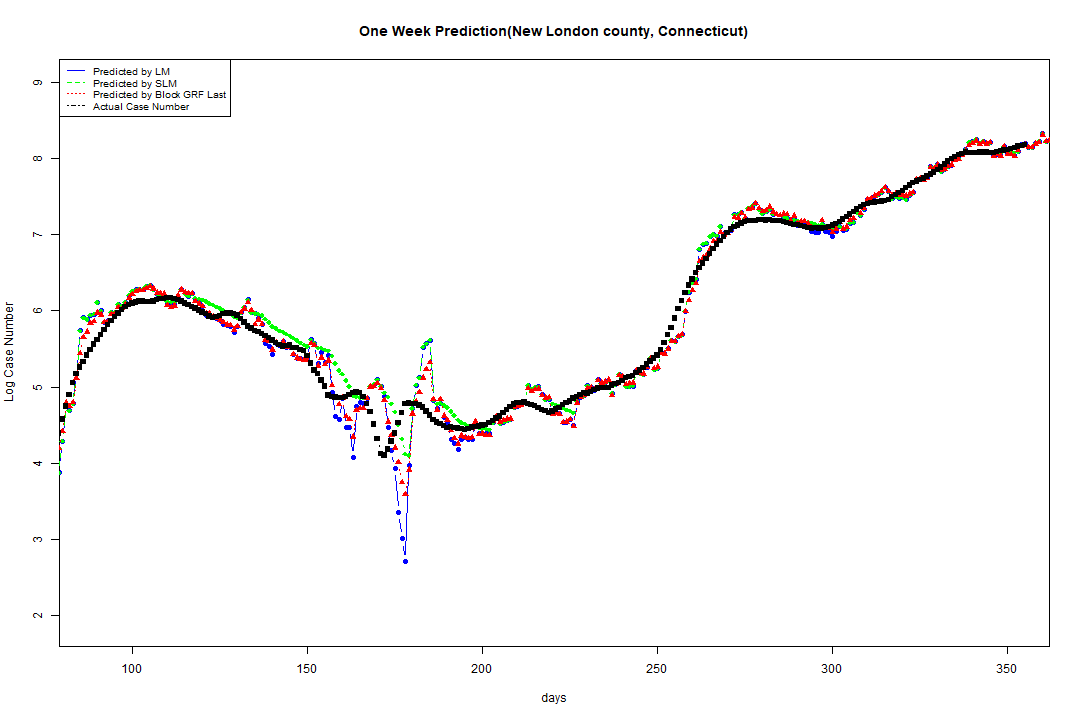 One Week Prediction(New London county, Connecticut)
Predicted by LM
Predicted by SLM
Predicted by Block GRF Last
Actual Case Number
9
8
7
6
5
4
3
2
Log Case Number
100 150 200 250 300 350
days